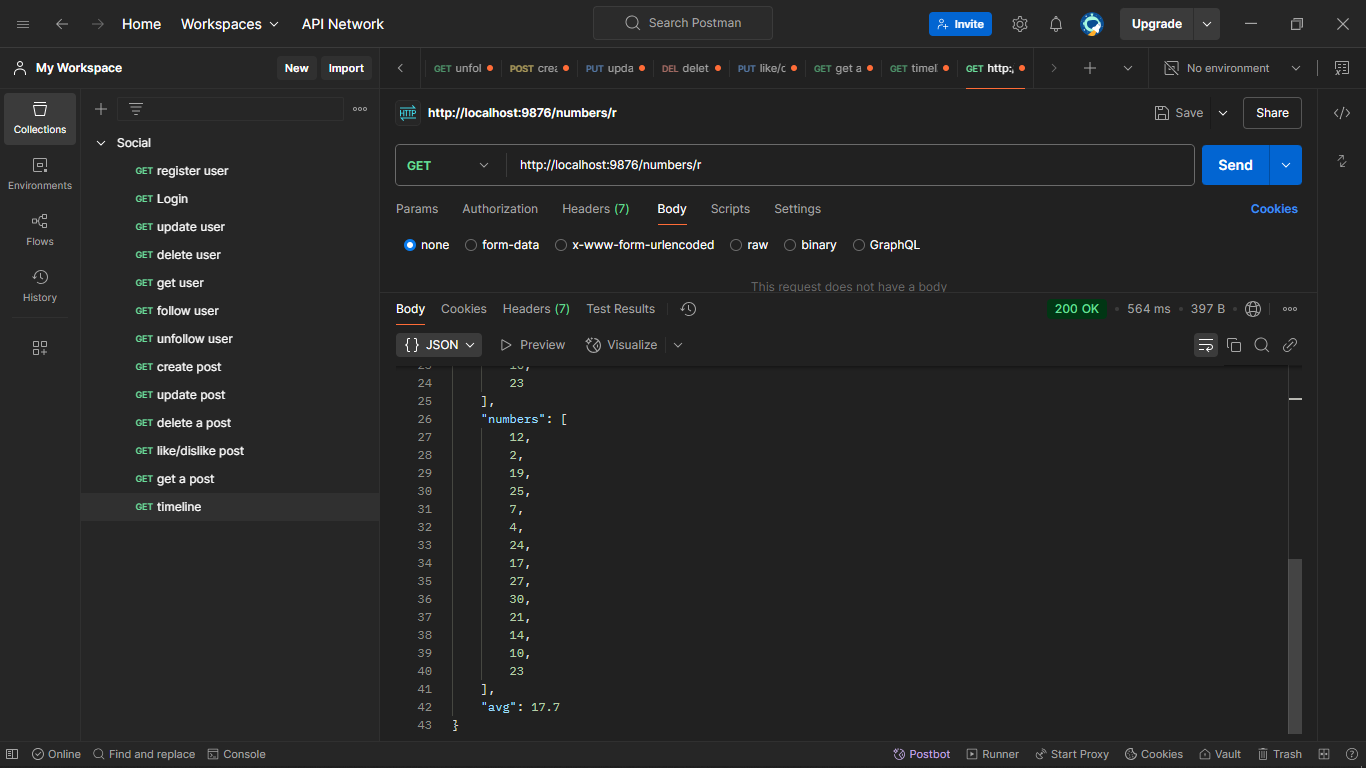 Home
Workspaces
API Network
Search Postman
Invite
Upgrade
My Workspace
New
Import
GET unfol
POST crea
PUT upda
DEL delet
PUT like/d
GET get a
GET timel
GET http:/
No environment
Collections
Environments
Flows
History
Social
GET register user
GET Login
GET update user
GET delete user
GET get user
GET follow user
GET unfollow user
GET create post
GET update post
GET delete a post
GET like/dislike post
GET get a post
GET timeline
HTTP http://localhost:9876/numbers/r
Save
Share
GET http://localhost:9876/numbers/r
Send
Params Authorization Headers (7) Body Scripts Settings
Cookies
none form-data x-www-form-urlencoded raw binary GraphQL
This request does not have a body
Body Cookies Headers (7) Test Results
200 OK • 564 ms • 397 B
{} JSON Preview Visualize
24 23
25 ],
26 "numbers": [
27 12,
28 2,
29 19,
30 25,
31 7,
32 4,
33 24,
34 17,
35 27,
36 30,
37 21,
38 14,
39 10,
40 23
41 ],
42 "avg": 17.7
43 }
Online Find and replace Console
Postbot Runner Start Proxy Cookies Vault Trash